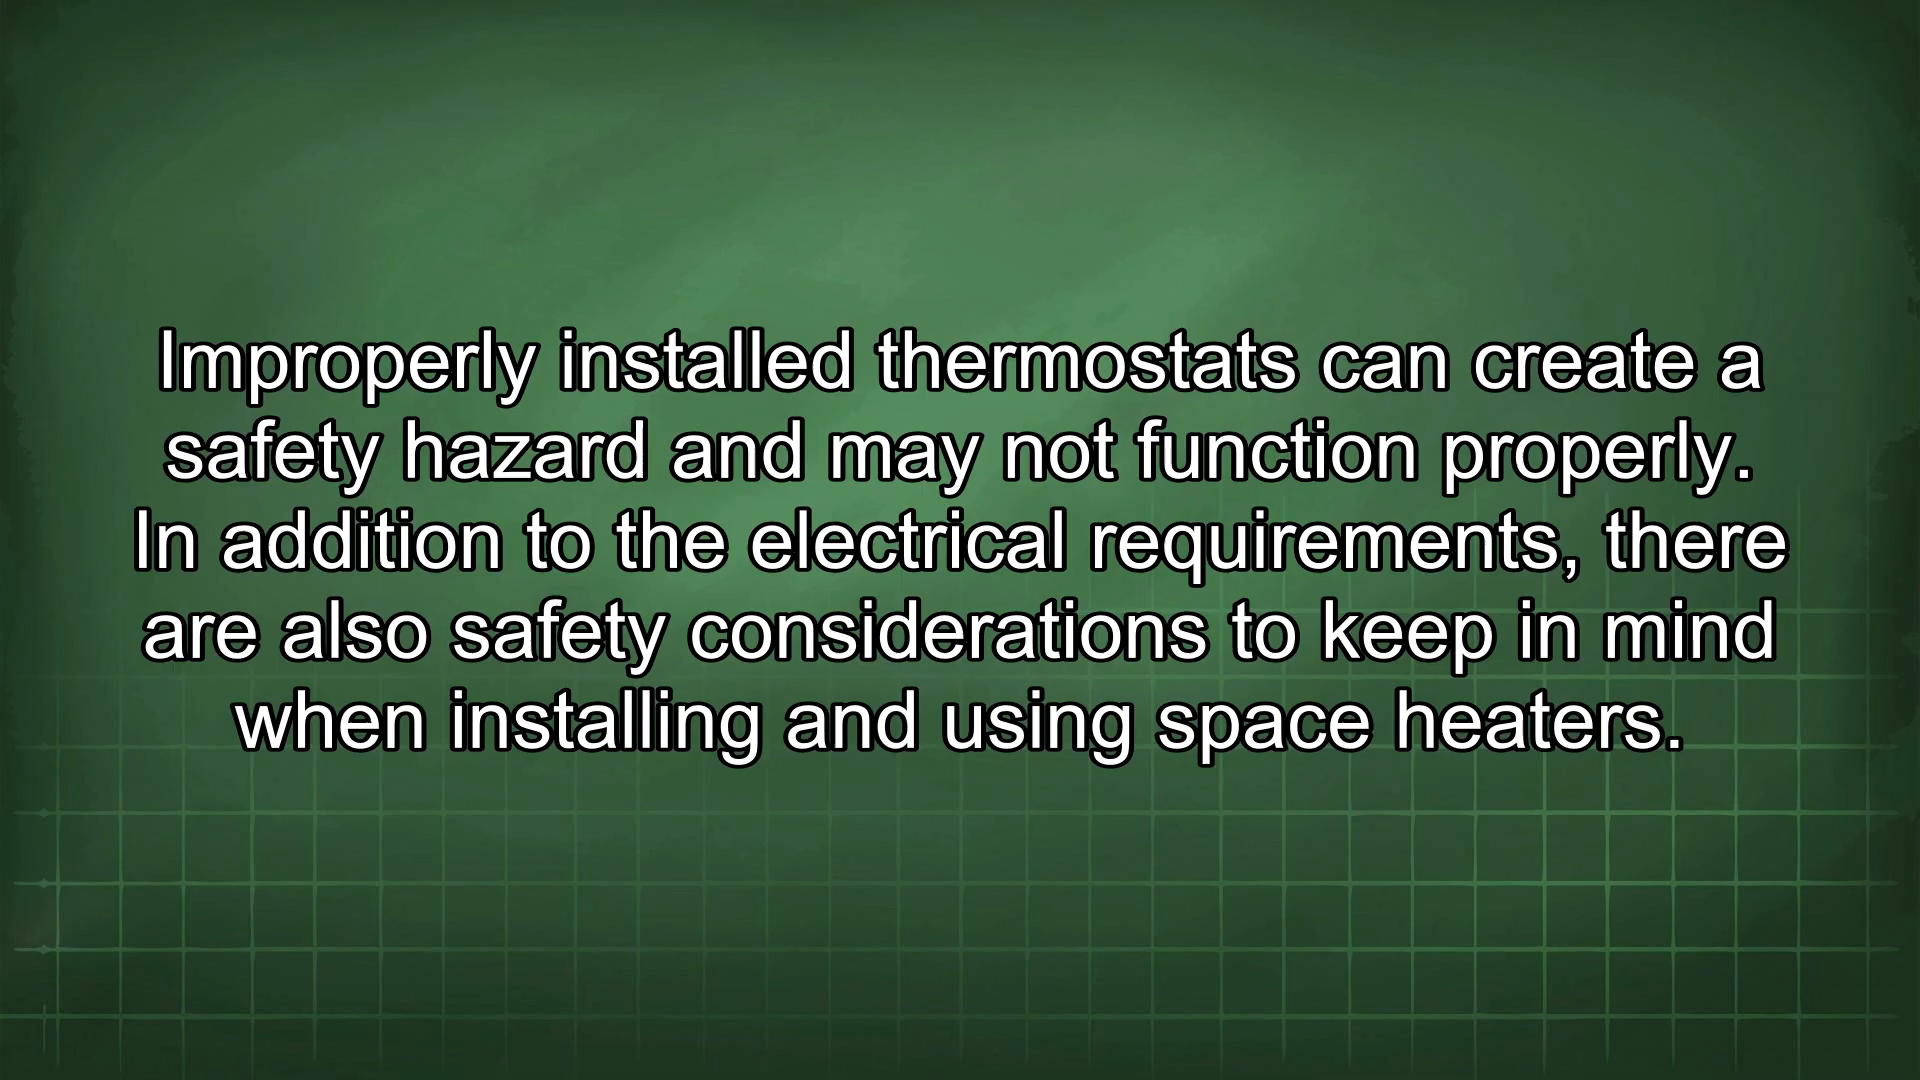 Improperly installed thermostats can create a
safety hazard and may not function properly.
In addition to the electrical requirements, there
are also safety considerations to keep in mind
when installing and using space heaters.